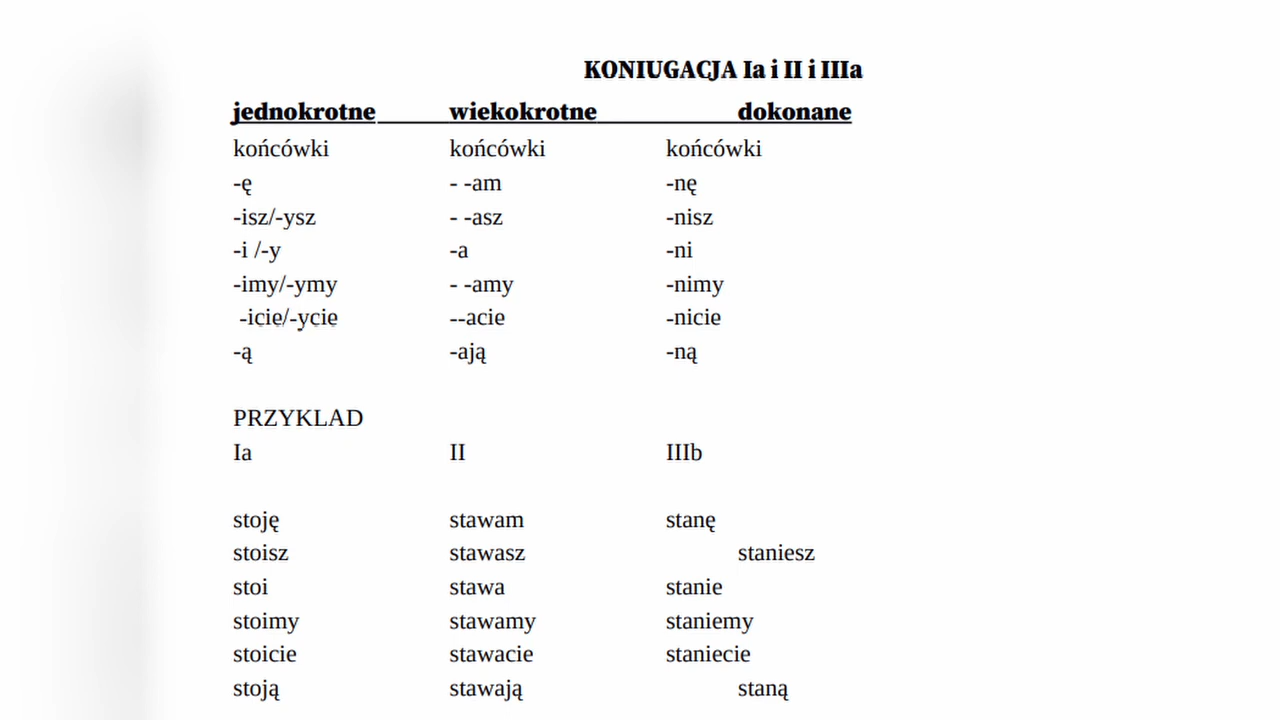 KONIUGACJA Ia i II i IIIa
jednokrotne wiekokrotne dokonane
końcówki końcówki końcówki
-ę - -am -nę
-isz/-ysz - -asz -nisz
-i /-y -a -ni
-imy/-ymy - -amy -nimy
-icie/-ycie --acie -nicie
-ą -ają -ną
PRZYKLAD
Ia II IIIb
stoję stawam stanę
stoisz stawasz staniesz
stoi stawa stanie
stoimy stawamy staniemy
stoicie stawacie staniecie
stoją stawają staną